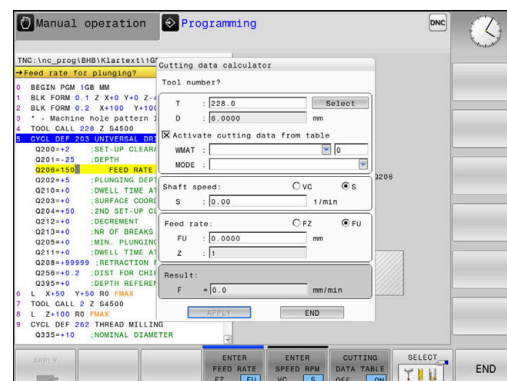 Manual operation
Programming
DNC
TNC:\nc_prog\BHB\Klartext\1G
→Feed rate for plunging?
0 BEGIN PGM 1GB MM
1 BLK FORM 0.1 Z X+0 Y+0 Z-
2 BLK FORM 0.2 X+100 Y+10
3 * - Machine hole pattern
4 TOOL CALL 228 Z S4500
5 CYCL DEF 203 UNIVERSAL DR
Q200=+2 ;SET-UP CLEARA
Q201=-25 ;DEPTH
Q206=150 FEED RATE
Q202=+5 ;PLUNGING DEPT
Q210=+0 ;DWELL TIME AT
Q203=+0 ;SURFACE COORD
Q204=+50 ;2ND SET-UP CL
Q212=+0 ;DECREMENT
Q213=+0 ;NR OF BREAKS
Q205=+0 ;MIN. PLUNGING
Q211=+0 ;DWELL TIME AT
Q208=+99999 ;RETRACTION
Q256=+0.2 ;DIST FOR CHI
Q395=+0 ;DEPTH REFEREN
6 L X+50 Y+50 R0 FMAX
7 TOOL CALL 2 Z S4500
8 L Z+100 R0 FMAX
9 CYCL DEF 262 THREAD MILLING
Q335=+10 ;NOMINAL DIAMETER
Cutting data calculator
Tool number?
T : 228.0 Select
D : 6.0000 mm
Activate cutting data from table
WMAT : 0
MODE :
Shaft speed: VC S
S : 0.00 1/min
Feed rate: FZ FU
FU : 0.0000 mm
Z : 1
Result:
F = 0.0 mm/min
APPLY END
Q206
APPLY
ENTER FEED RATE FZ FU
ENTER SPEED RPM VC S
CUTTING DATA TABLE OFF ON
SELECT
END